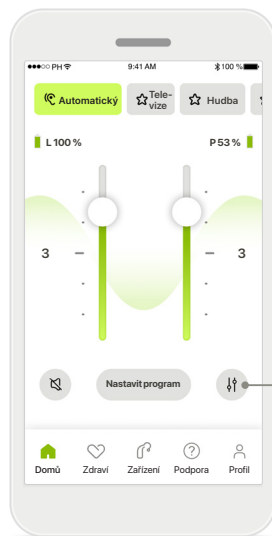 ●●●○○ PH 9:41 AM 100 %
Automatický
Tele-
vize
Hudba
L 100 % P 53 %
3 3
Nastavit program
Domů Zdraví Zařízení Podpora Profil